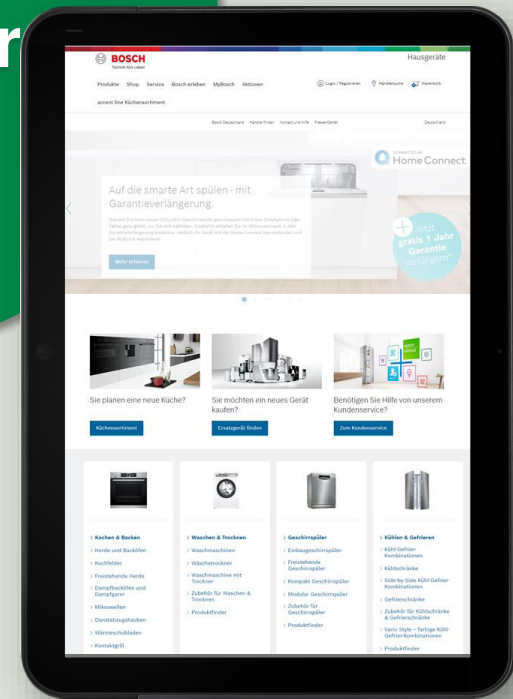 r
BOSCH
Technik fürs Leben
Hausgeräte
Produkte Shop Service Bosch erleben MyBosch Aktionen
Login / Registrieren Händlersuche Warenkorb
accent line Küchensortiment
Bosch Deutschland Händler finden Kontakt und Hilfe Presse-Center Deutschland
CONNECTED BY
Home Connect
Auf die smarte Art spülen - mit
Garantieverlängerung.
Mehr erfahren
Jetzt
gratis 1 Jahr
Garantie
verlängern*
Sie planen eine neue Küche?
Küchensortiment
Sie möchten ein neues Gerät
kaufen?
Ersatzgerät finden
Benötigen Sie Hilfe von unserem
Kundenservice?
Zum Kundenservice
> Kochen & Backen
> Herde und Backöfen
> Kochfelder
> Freistehende Herde
> Dampfbacköfen und
Dampfgarer
> Mikrowellen
> Dunstabzugshauben
> Wärmeschubladen
> Kontaktgrill
> Waschen & Trocknen
> Waschmaschinen
> Wäschetrockner
> Waschmaschine mit
Trockner
> Zubehör für Waschen &
Trocknen
> Produktfinder
> Geschirrspüler
> Einbaugeschirrspüler
> Freistehende
Geschirrspüler
> Kompakt Geschirrspüler
> Modular Geschirrspüler
> Zubehör für
Geschirrspüler
> Produktfinder
> Kühlen & Gefrieren
> Kühl-Gefrier-
Kombinationen
> Kühlschränke
> Side-by-Side Kühl-Gefrier-
Kombinationen
> Gefrierschränke
> Zubehör für Kühlschränke
& Gefrierschränke
> Vario Style – farbige Kühl-
Gefrier-Kombinationen
> Produktfinder